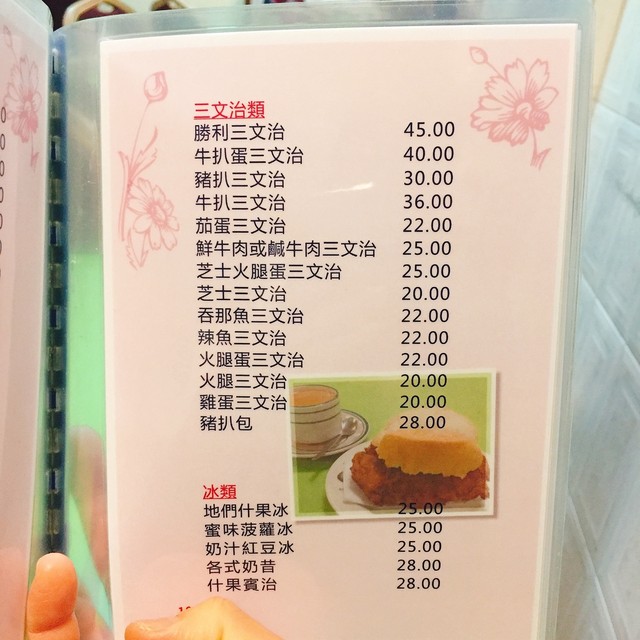 三文治類
勝利三文治 45.00
牛扒蛋三文治 40.00
豬扒三文治 30.00
牛扒三文治 36.00
茄蛋三文治 22.00
鮮牛肉或鹹牛肉三文治 25.00
芝士火腿蛋三文治 25.00
芝士三文治 20.00
吞那魚三文治 22.00
辣魚三文治 22.00
火腿蛋三文治 22.00
火腿三文治 20.00
雞蛋三文治 20.00
豬扒包 28.00
冰類
地們什果冰 25.00
蜜味菠蘿冰 25.00
奶汁紅豆冰 25.00
各式奶昔 28.00
什果賓治 28.00